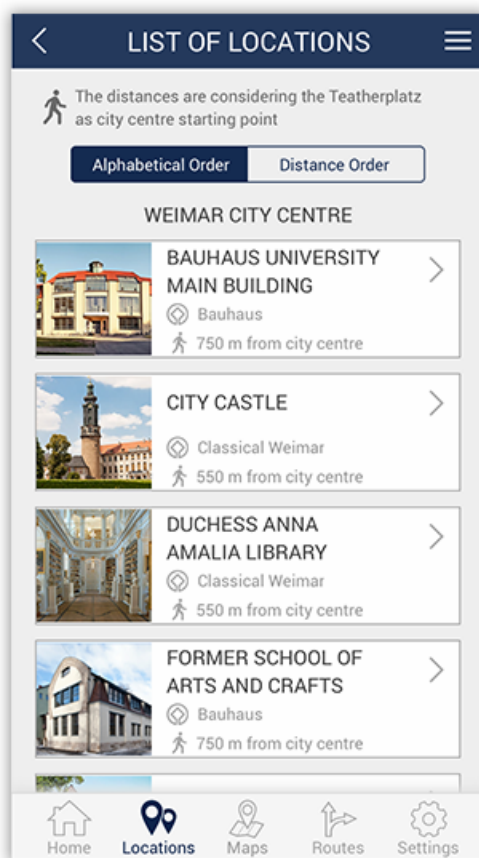 LIST OF LOCATIONS
The distances are considering the Teatherplatz
as city centre starting point
Alphabetical Order
Distance Order
WEIMAR CITY CENTRE
BAUHAUS UNIVERSITY
MAIN BUILDING
Bauhaus
750 m from city centre
CITY CASTLE
Classical Weimar
550 m from city centre
DUCHESS ANNA
AMALIA LIBRARY
Classical Weimar
550 m from city centre
FORMER SCHOOL OF
ARTS AND CRAFTS
Bauhaus
750 m from city centre
Home
Locations
Maps
Routes
Settings